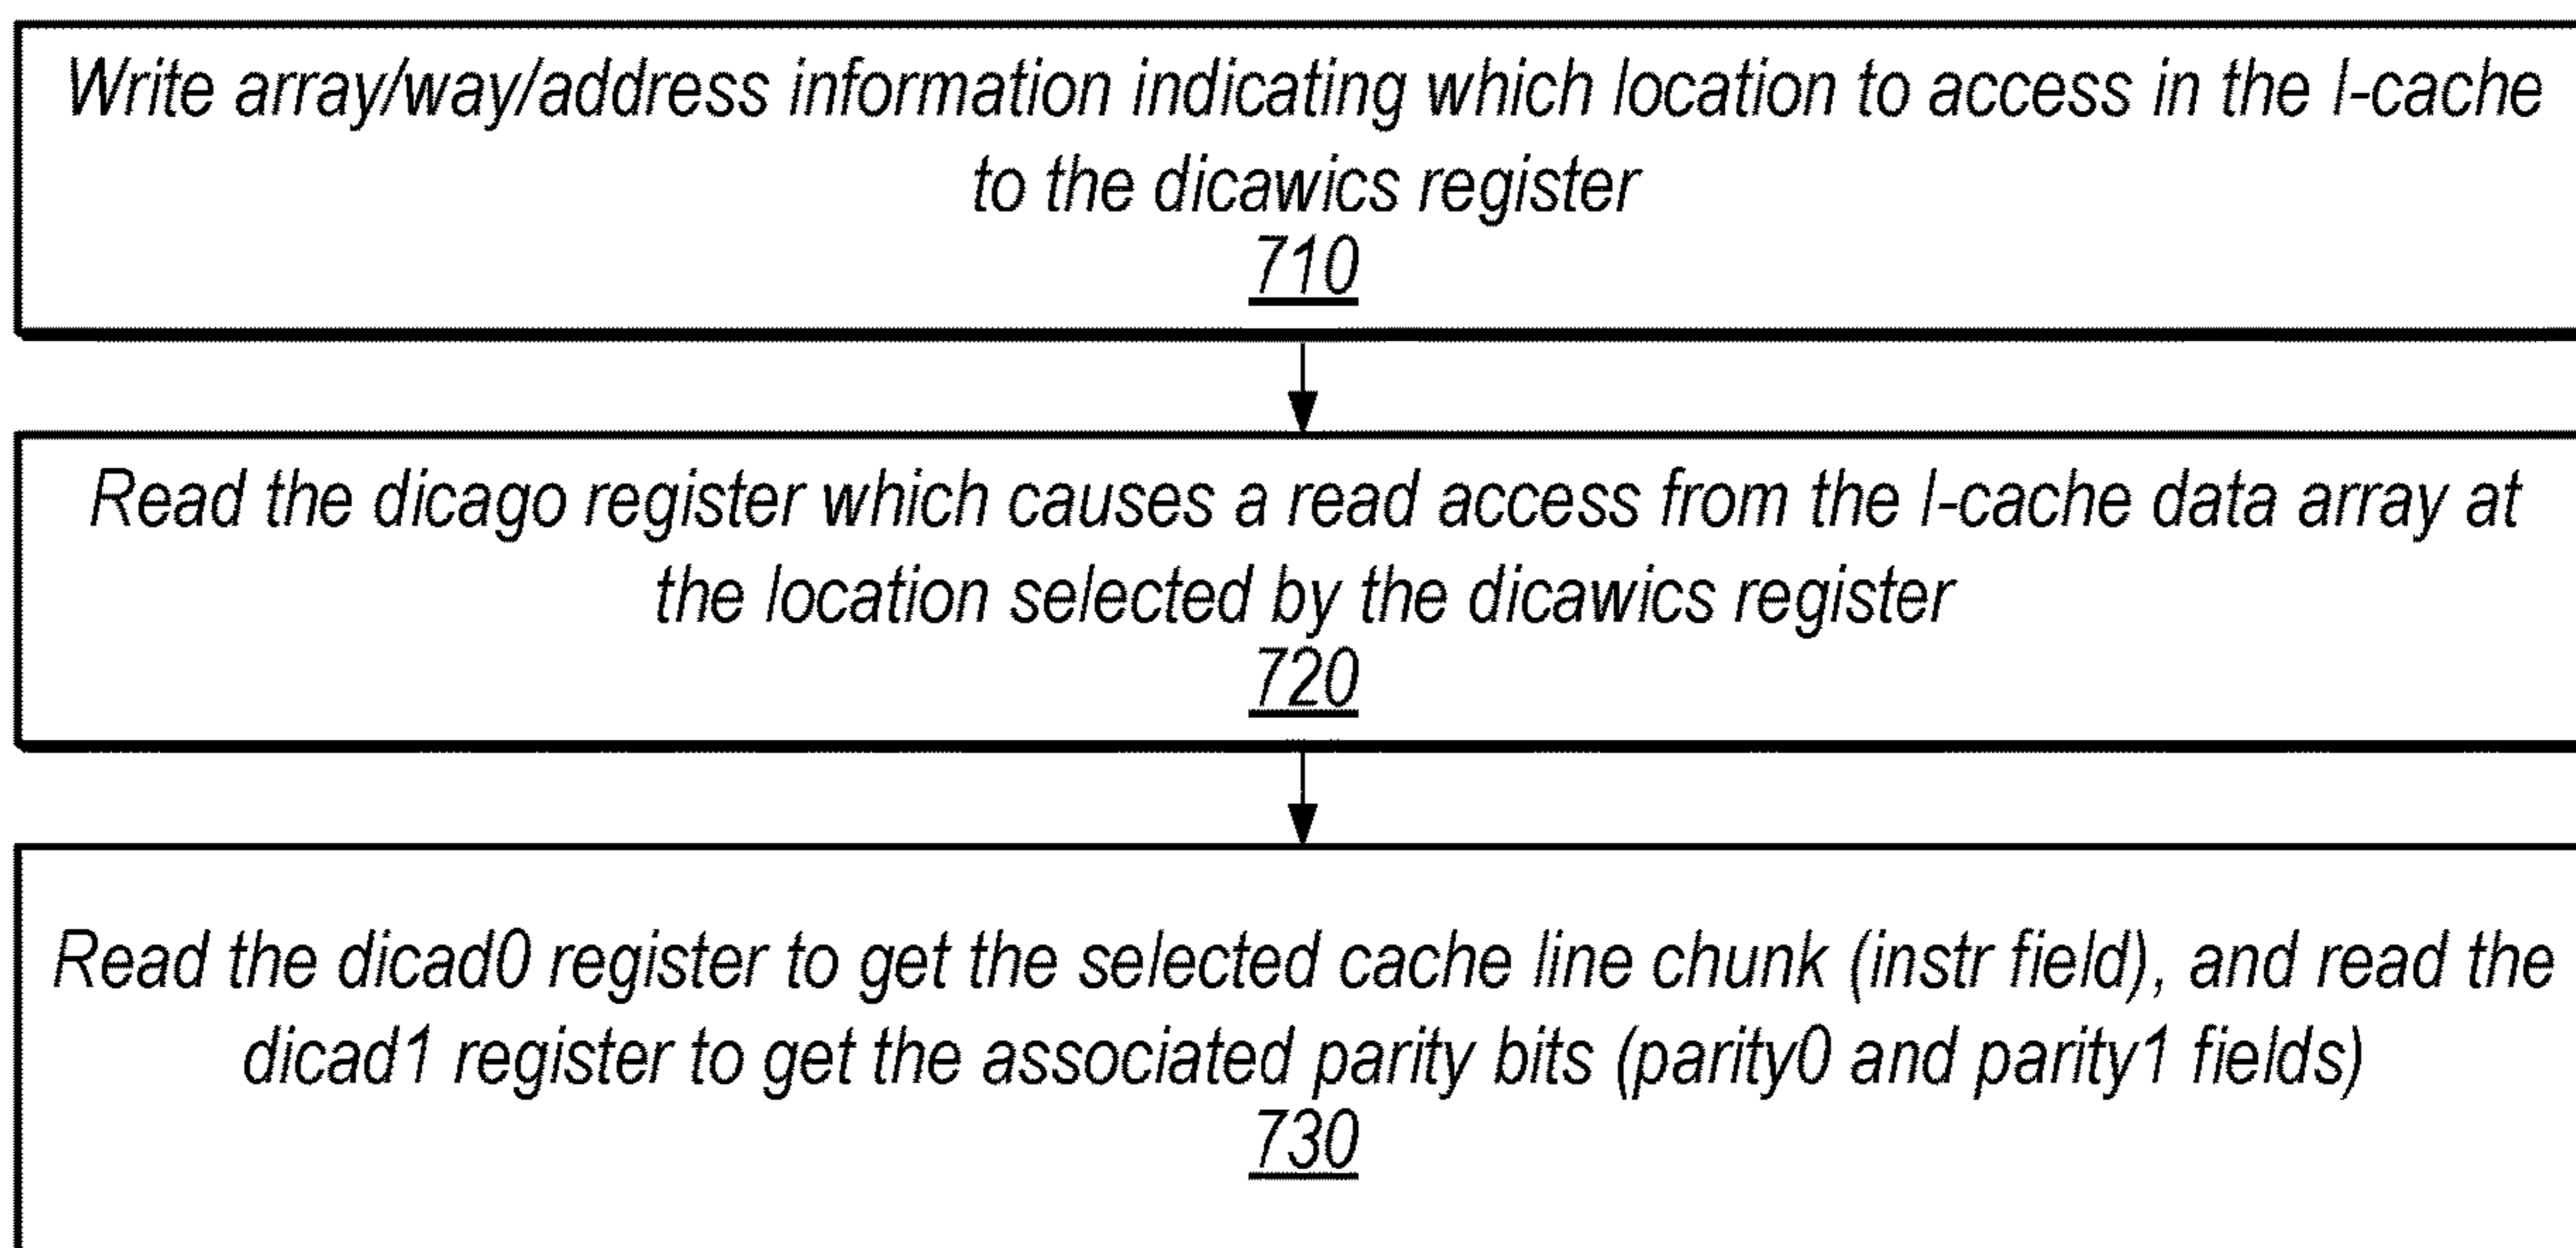 Write array/way/address information indicating which location to access in the I-cache
to the dicawics register
710
Read the dicago register which causes a read access from the I-cache data array at
the location selected by the dicawics register
720
Read the dicad0 register to get the selected cache line chunk (instr field), and read the
dicad1 register to get the associated parity bits (parity0 and parity1 fields)
730